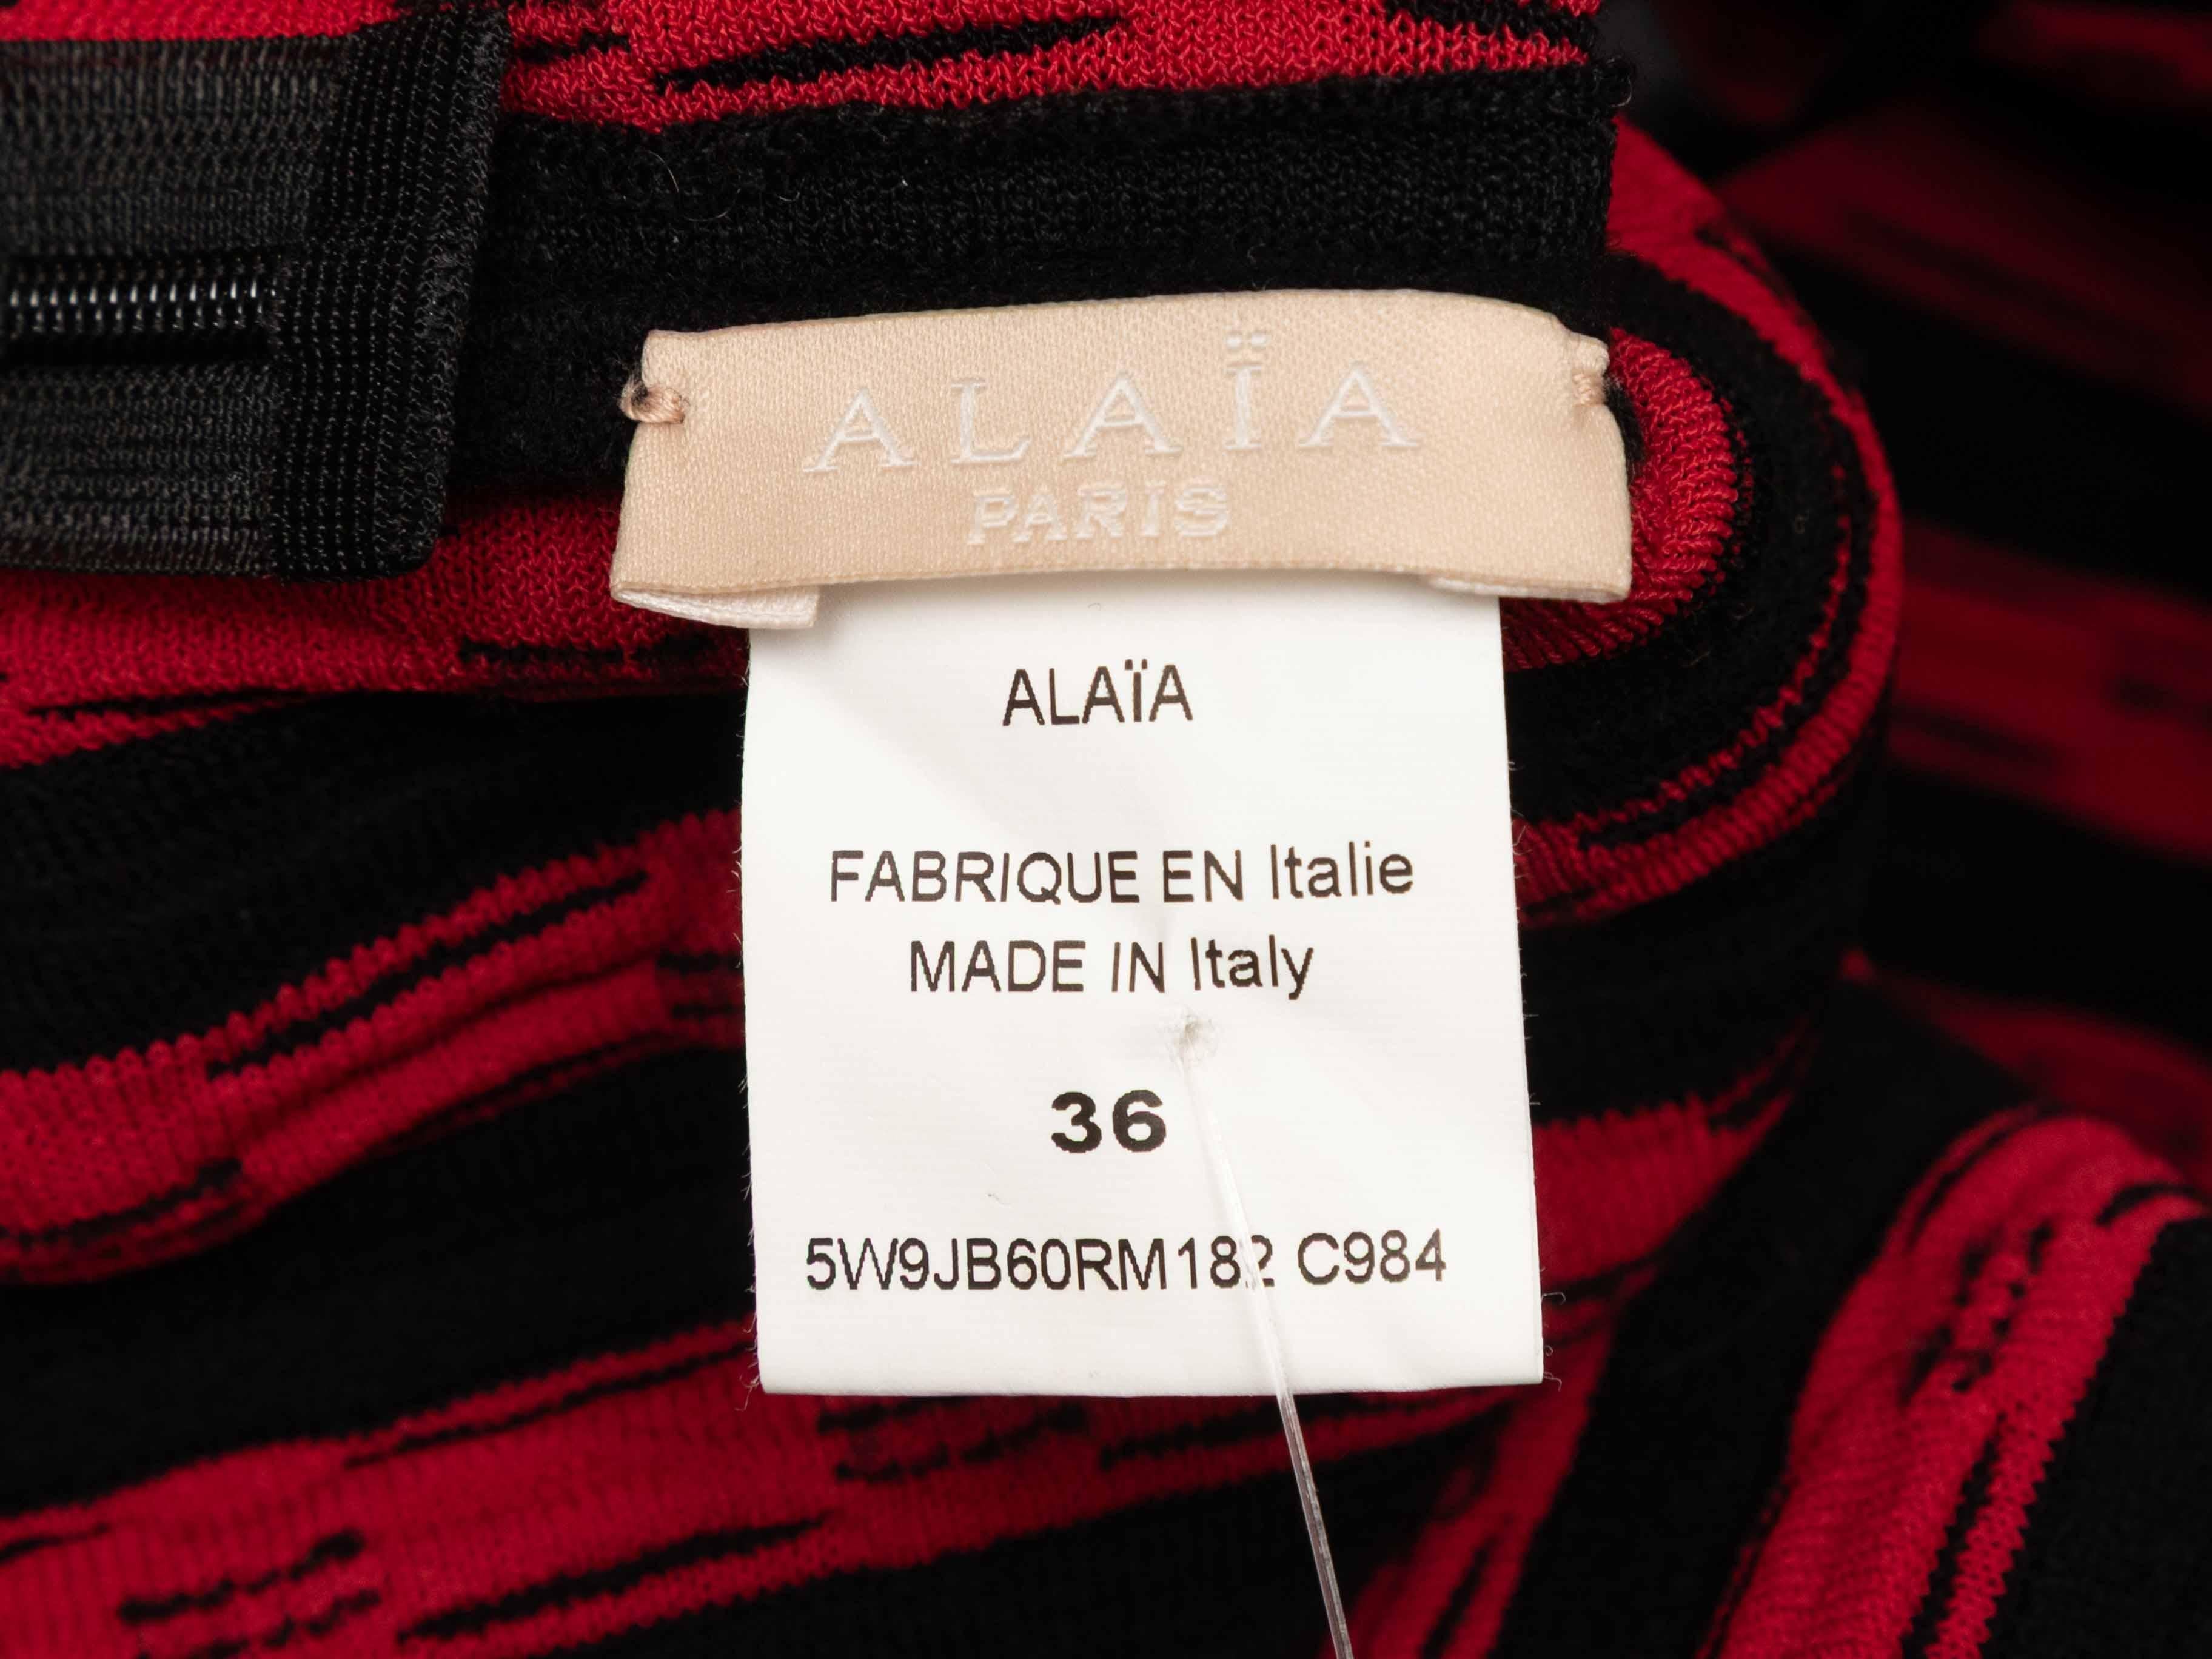 ALAÏA
PARIS
ALAÏA
FABRIQUE EN Italie
MADE IN Italy
36
5W9JB60RM182 C984